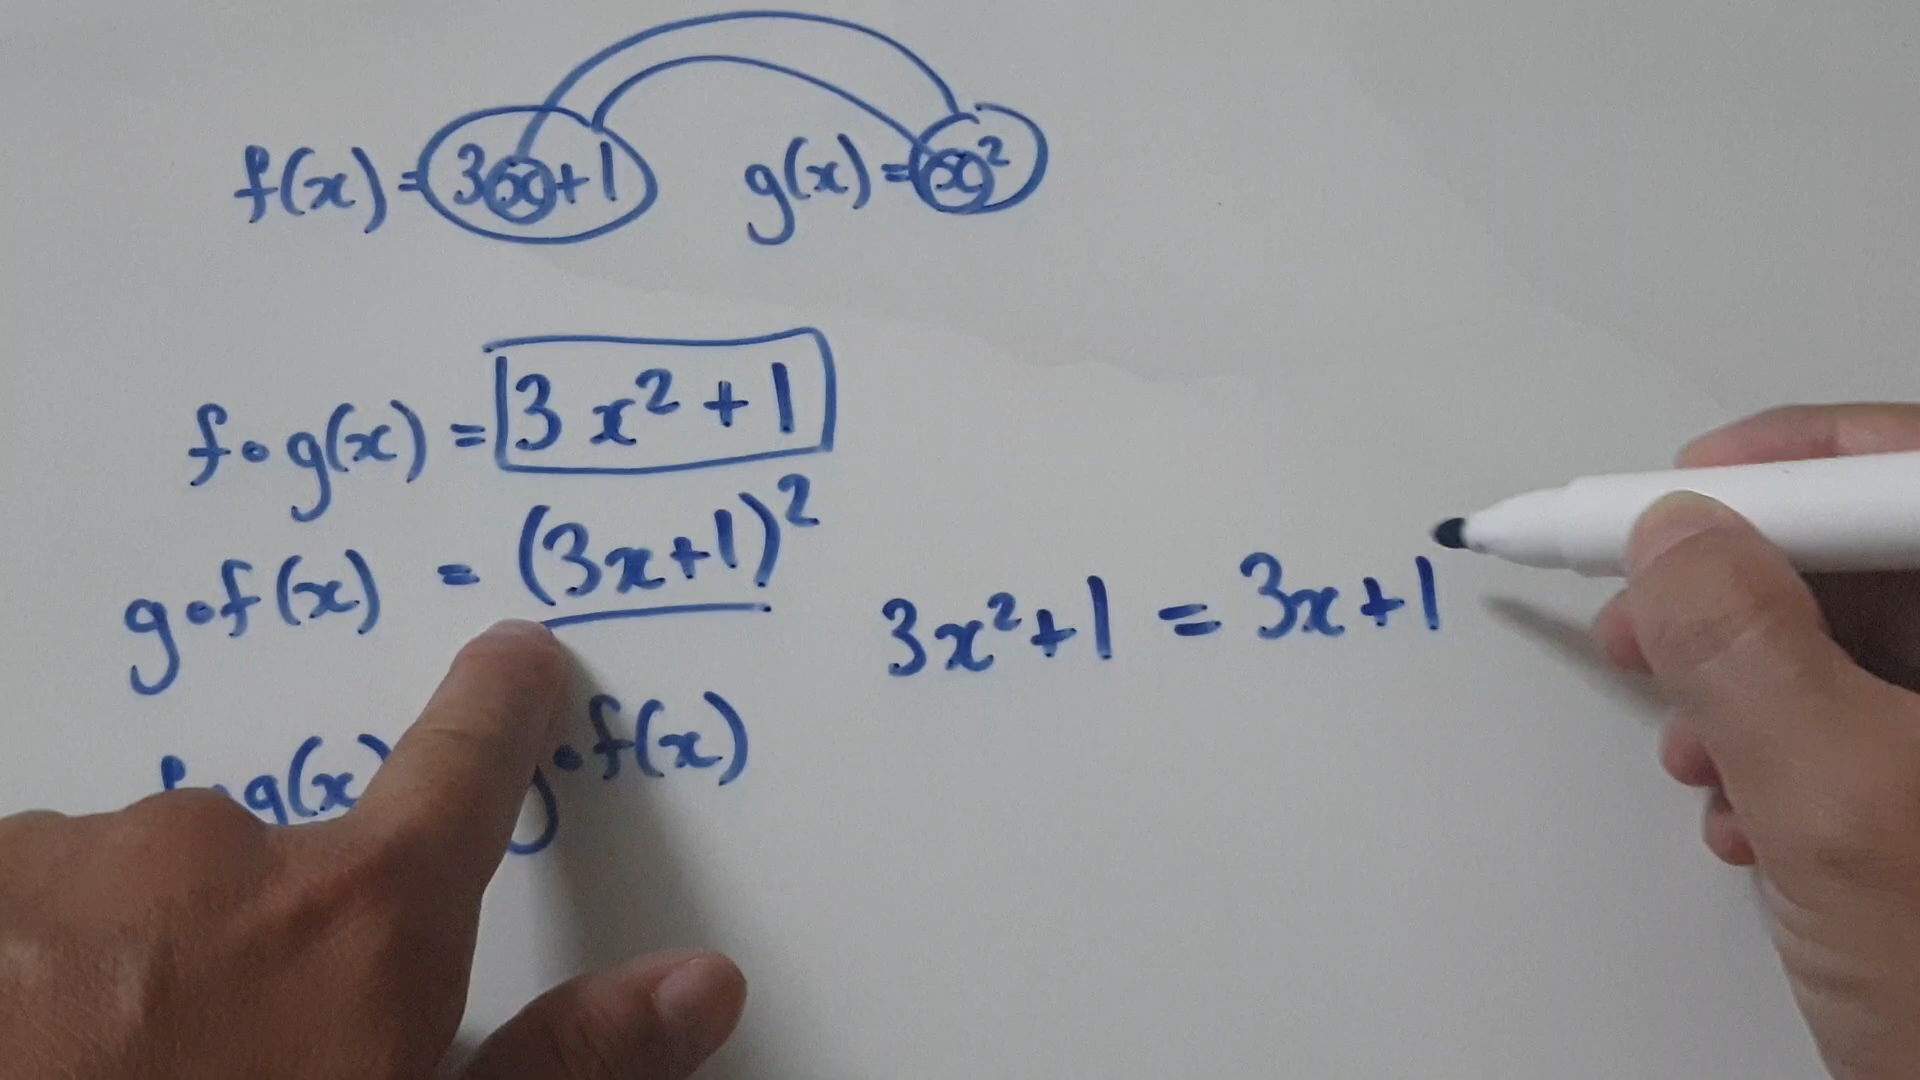 f(x) = 3x+1 g(x) = x²
f∘g(x) = 3x²+1
g∘f(x) = (3x+1)²
3x²+1 = 3x+1
g(x) g∘f(x)